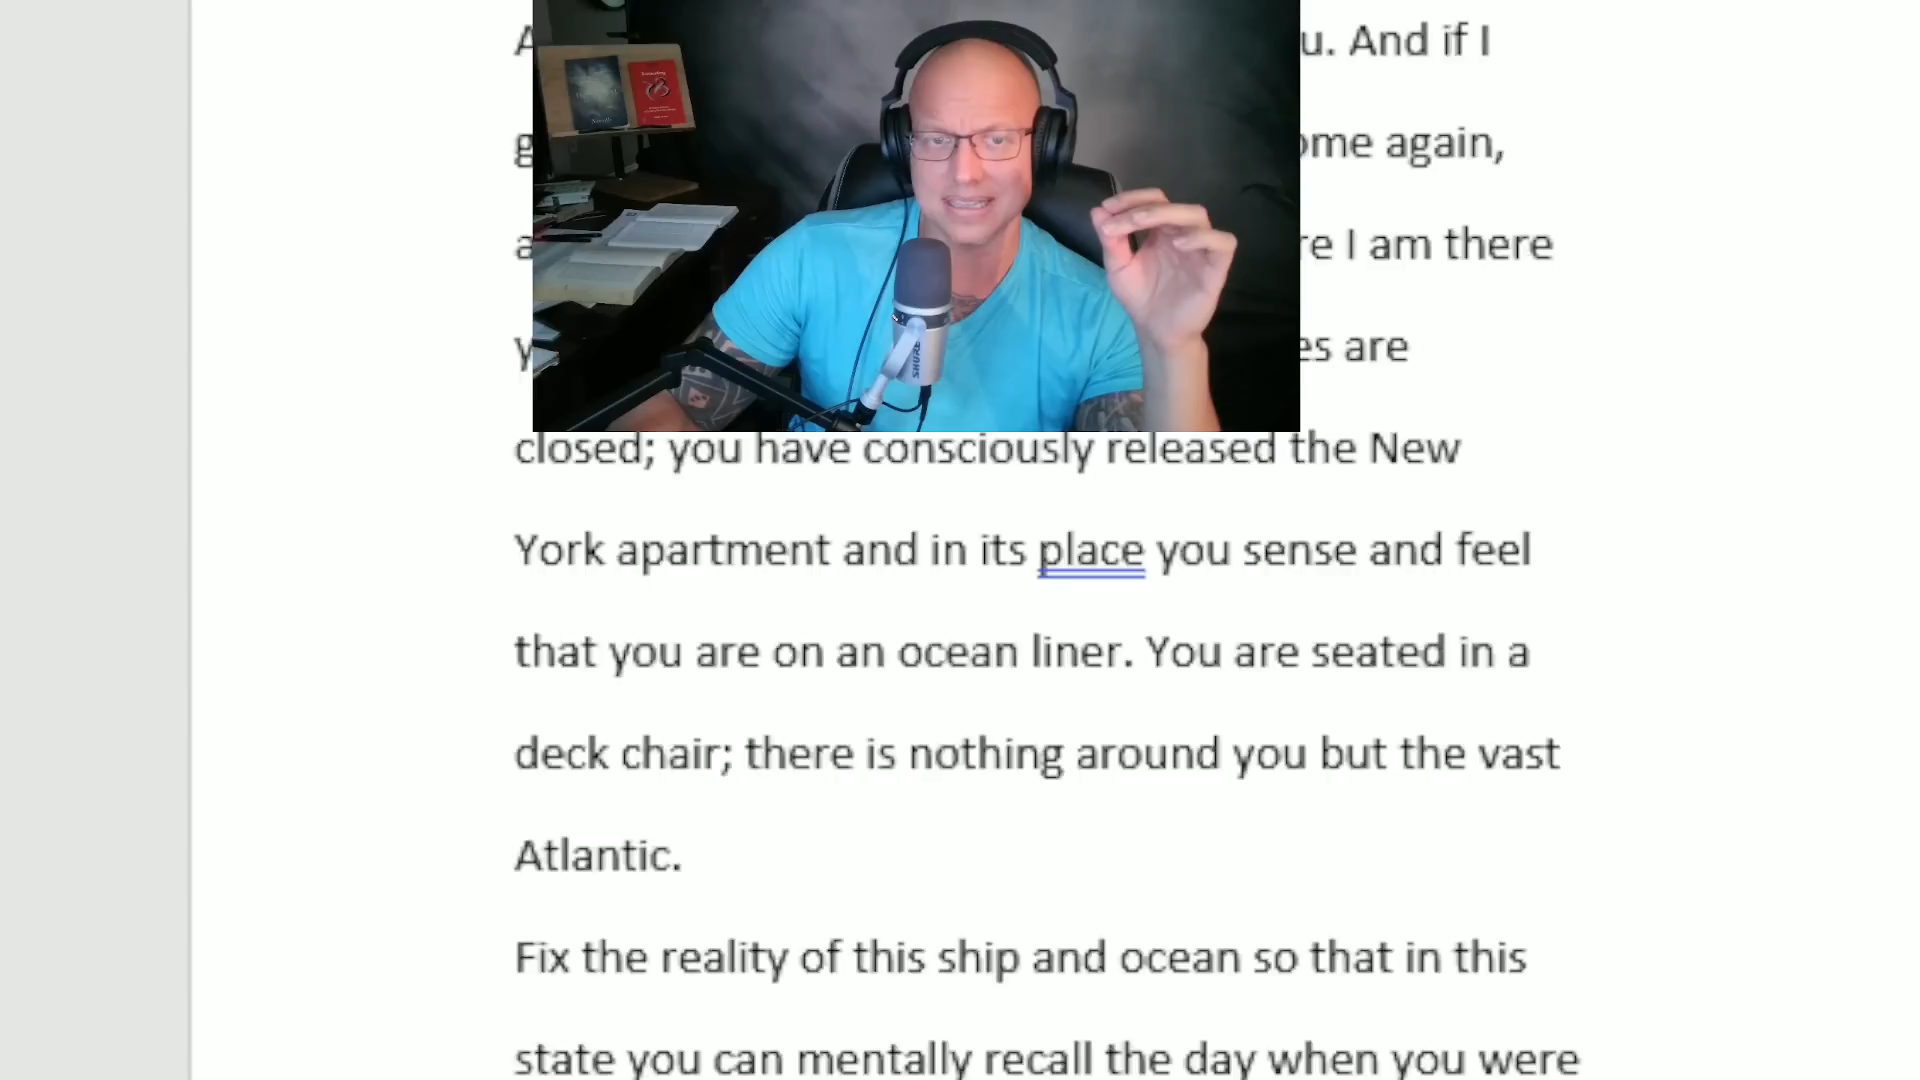 u. And if I
ome again,
re I am there
es are
closed; you have consciously released the New
York apartment and in its place you sense and feel
that you are on an ocean liner. You are seated in a
deck chair; there is nothing around you but the vast
Atlantic.
Fix the reality of this ship and ocean so that in this
state you can mentally recall the day when you were
SHURE